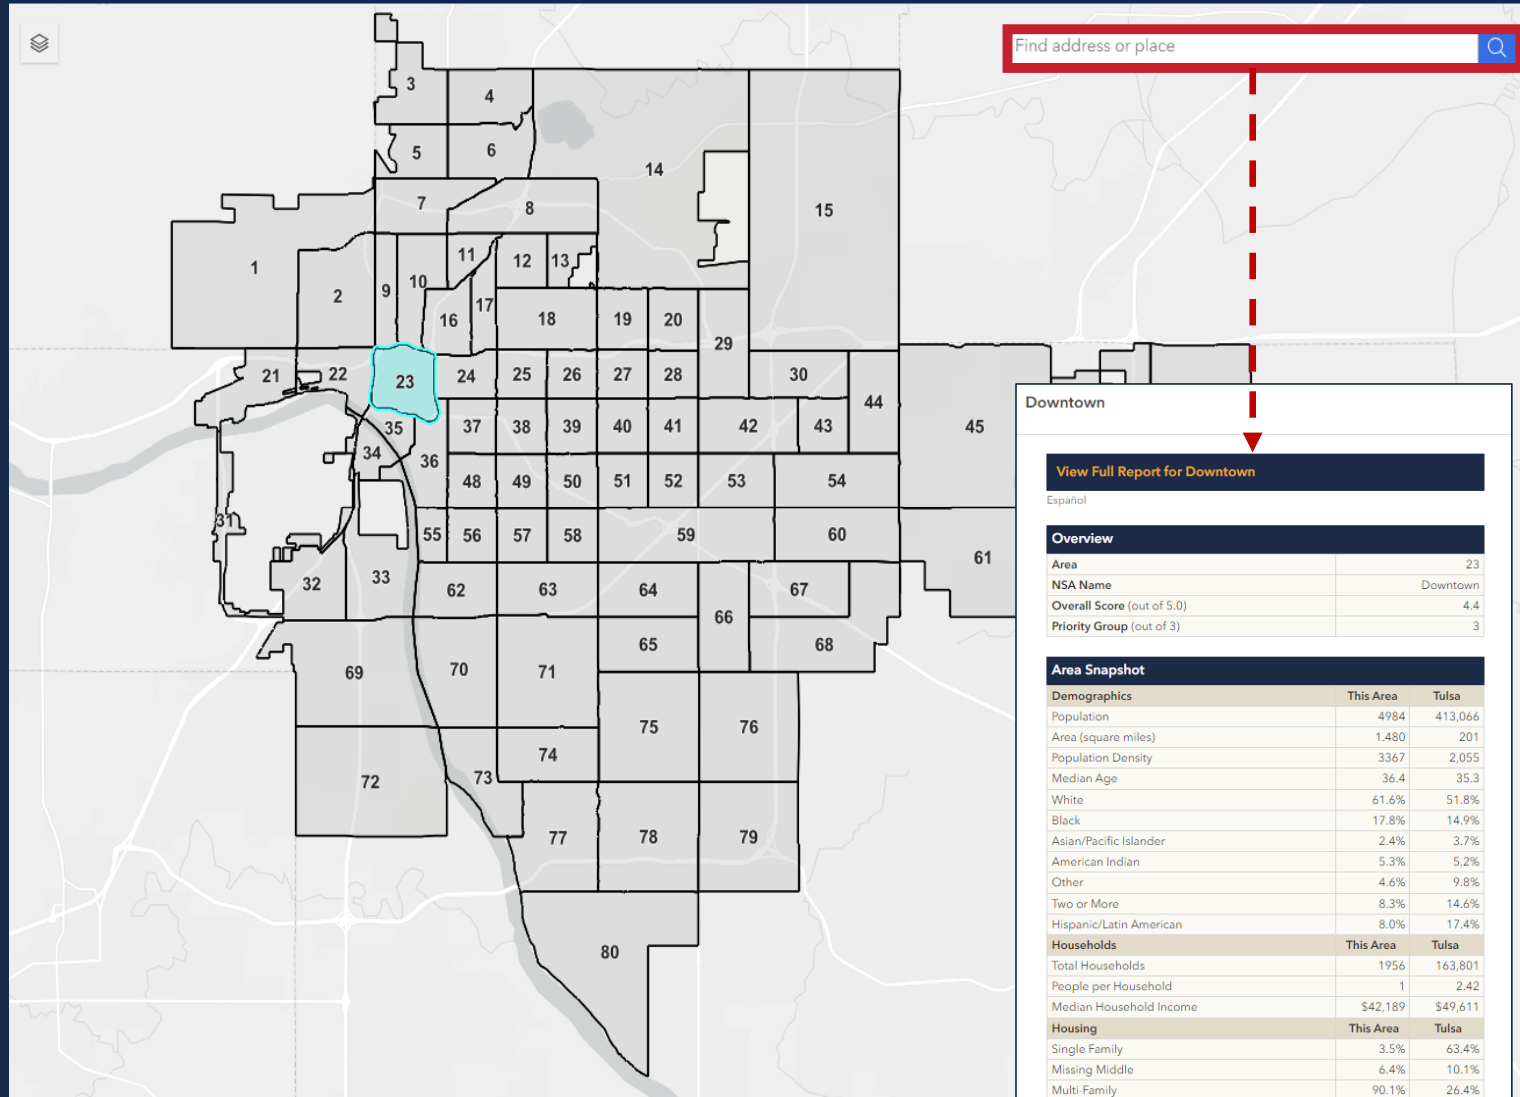 Find address or place
3
4
5
6
14
7
8
15
1
11
12
13
2
9
10
16
17
18
19
20
29
21
22
23
24
25
26
27
28
30
44
35
37
38
39
40
41
42
43
45
34
36
48
49
50
51
52
53
54
31
55
56
57
58
59
60
61
32
33
62
63
64
67
66
65
68
69
70
71
75
76
74
72
73
77
78
79
80
Downtown
View Full Report for Downtown
Español
Overview
Area 23
NSA Name Downtown
Overall Score (out of 5.0) 4.4
Priority Group (out of 3) 3
Area Snapshot
Demographics This Area Tulsa
Population 4984 413,066
Area (square miles) 1.480 201
Population Density 3367 2,055
Median Age 36.4 35.3
White 61.6% 51.8%
Black 17.8% 14.9%
Asian/Pacific Islander 2.4% 3.7%
American Indian 5.3% 5.2%
Other 4.6% 9.8%
Two or More 8.3% 14.6%
Hispanic/Latin American 8.0% 17.4%
Households This Area Tulsa
Total Households 1956 163,801
People per Household 1 2.42
Median Household Income $42,189 $49,611
Housing This Area Tulsa
Single Family 3.5% 63.4%
Missing Middle 6.4% 10.1%
Multi-Family 90.1% 26.4%